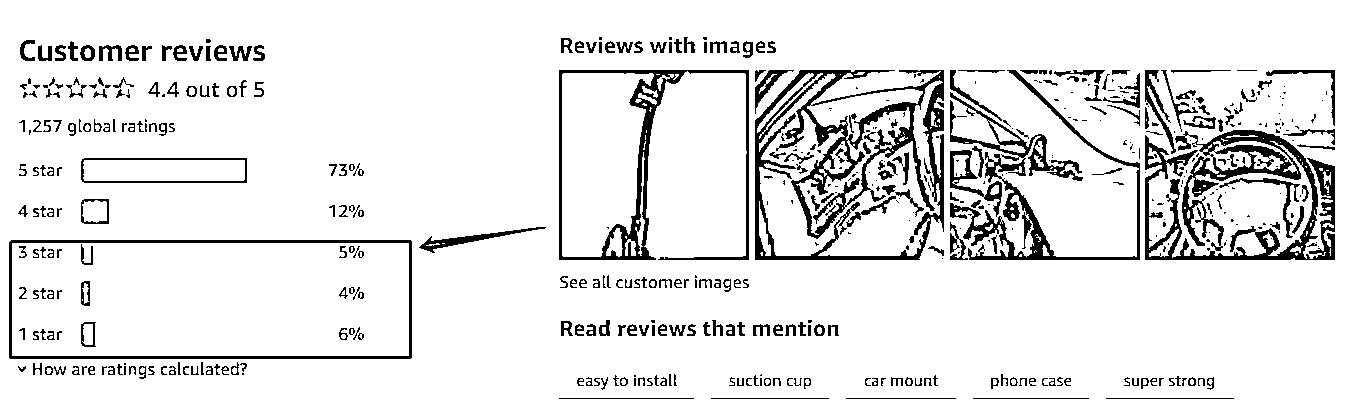 Customer reviews
4.4 out of 5
1,257 global ratings
5 star 73%
4 star 12%
3 star 5%
2 star 4%
1 star 6%
How are ratings calculated?
Reviews with images
See all customer images
Read reviews that mention
easy to install suction cup car mount phone case super strong